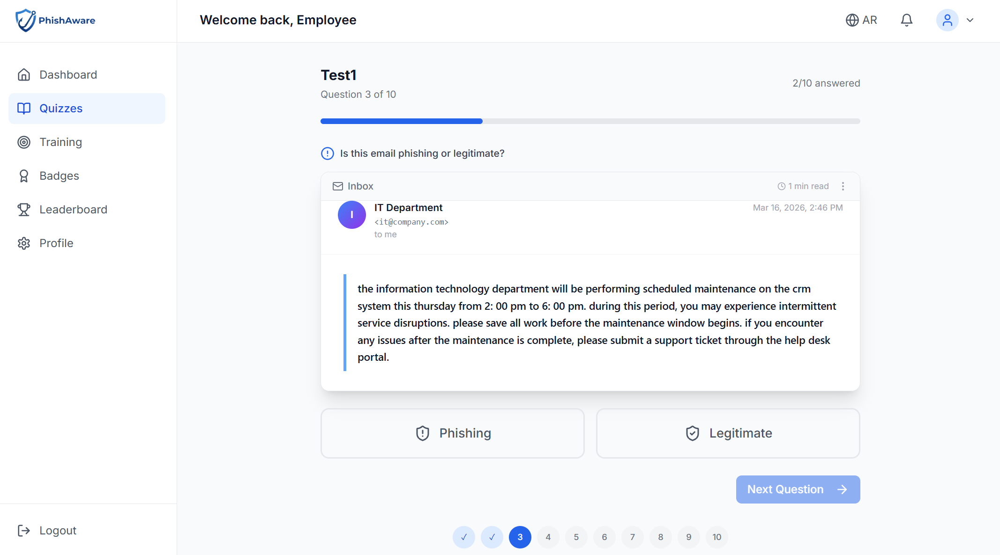 PhishAware
Welcome back, Employee
AR
Dashboard
Quizzes
Training
Badges
Leaderboard
Profile
Logout
Test1
Question 3 of 10
2/10 answered
Is this email phishing or legitimate?
Inbox
1 min read
I
IT Department
Mar 16, 2026, 2:46 PM
<it@company.com>
to me
the information technology department will be performing scheduled maintenance on the crm
system this thursday from 2: 00 pm to 6: 00 pm. during this period, you may experience intermittent
service disruptions. please save all work before the maintenance window begins. if you encounter
any issues after the maintenance is complete, please submit a support ticket through the help desk
portal.
Phishing
Legitimate
Next Question
3
4
5
6
7
8
9
10